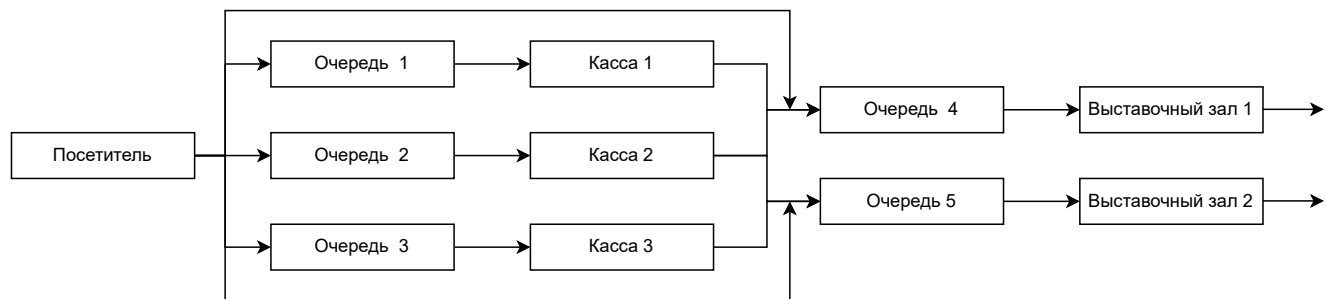 Очередь 1
Касса 1
Очередь 4
Выставочный зал 1
Посетитель
Очередь 2
Касса 2
Очередь 5
Выставочный зал 2
Очередь 3
Касса 3